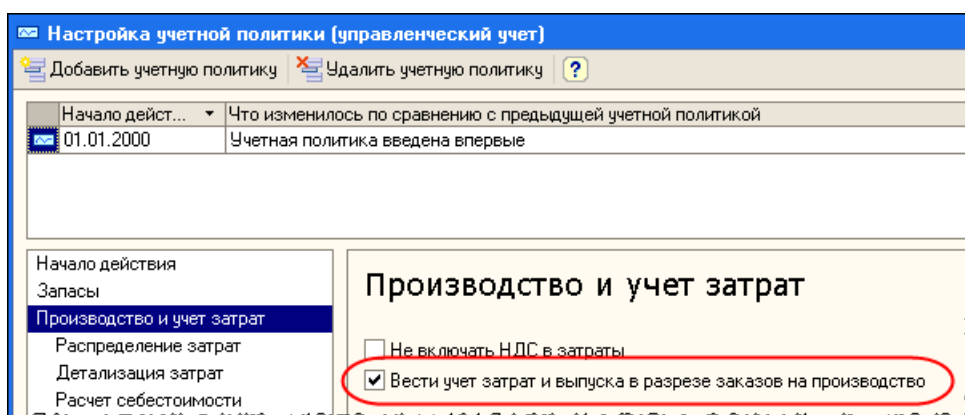 Настройка учетной политики (управленческий учет)
Добавить учетную политику Удалить учетную политику ?
Начало дейст... Что изменилось по сравнению с предыдущей учетной политикой
01.01.2000 Учетная политика введена впервые
Начало действия
Запасы
Производство и учет затрат
Распределение затрат
Детализация затрат
Расчет себестоимости
Производство и учет затрат
Не включать НДС в затраты
Вести учет затрат и выпуска в разрезе заказов на производство